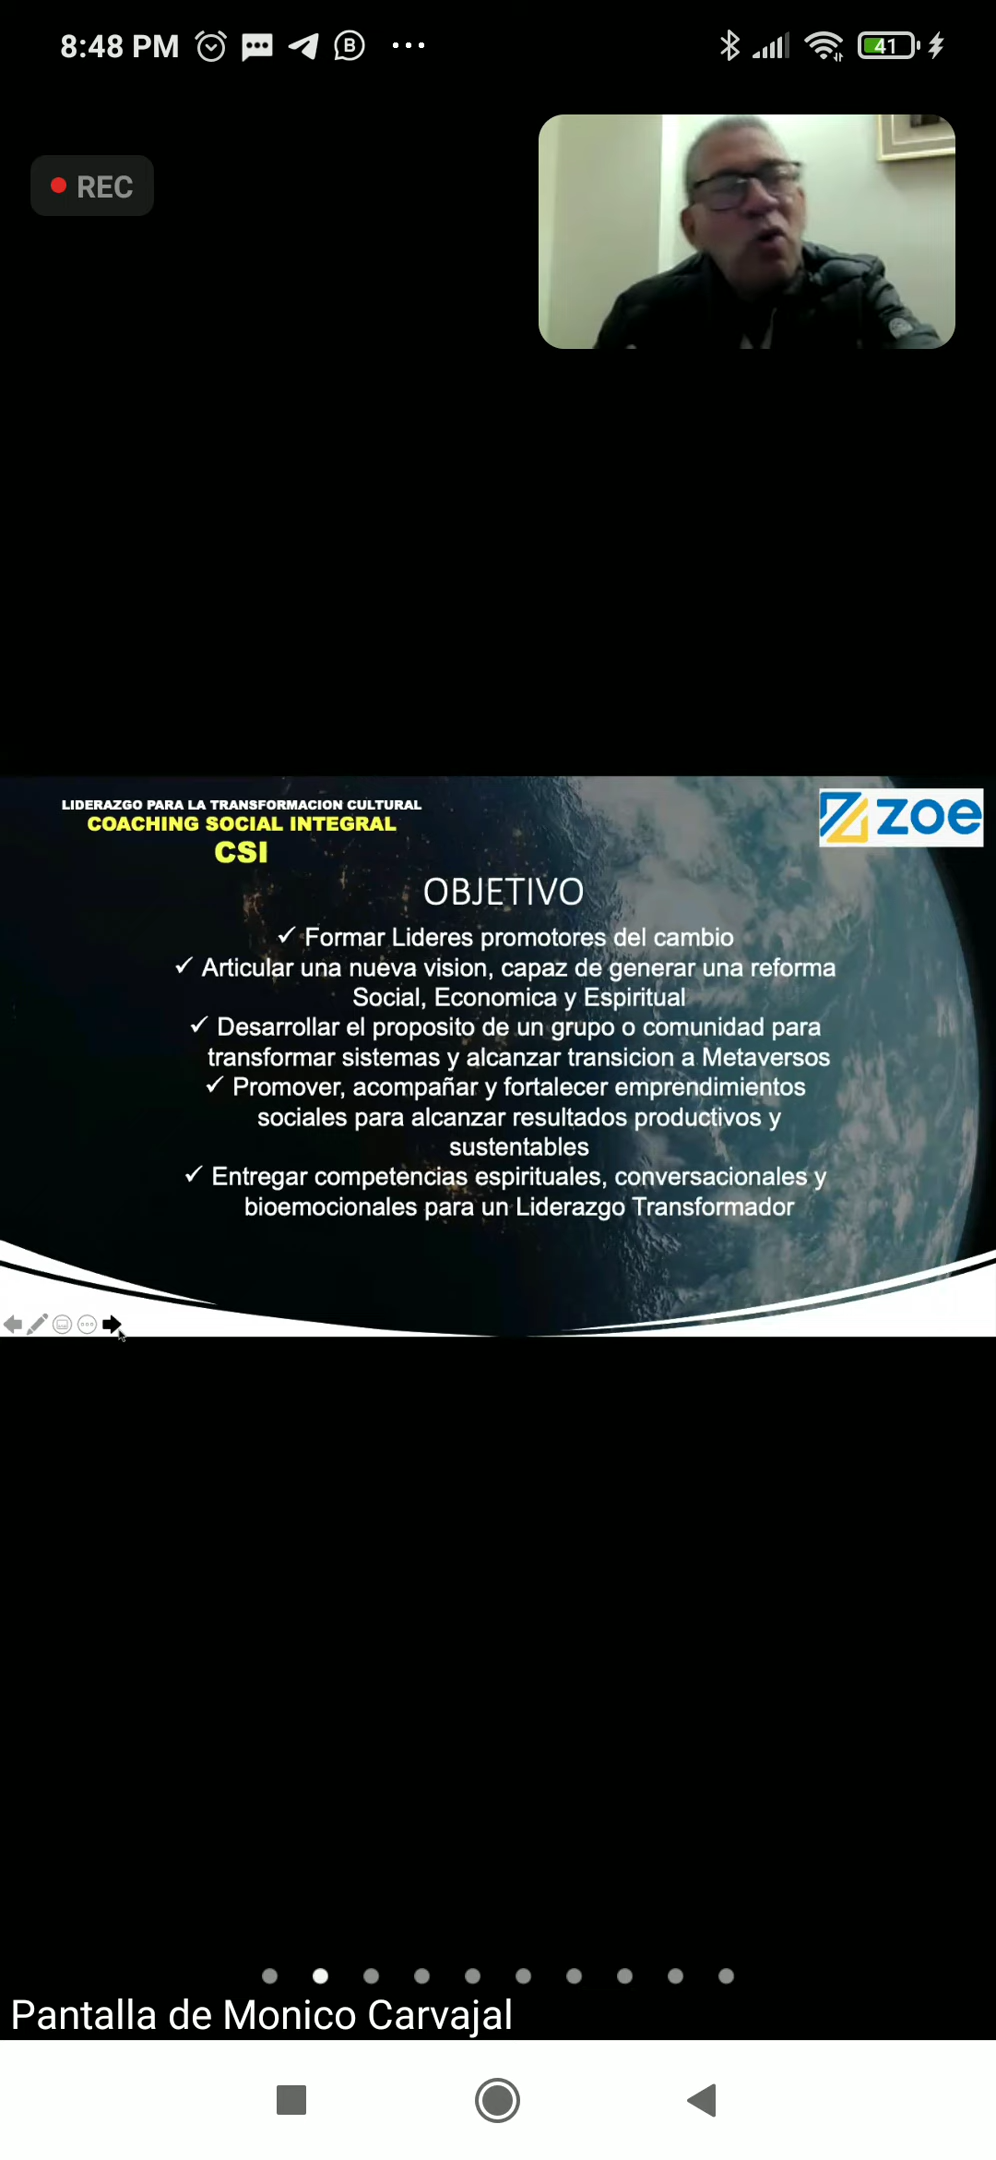 8:48 PM
41
REC
LIDERAZGO PARA LA TRANSFORMACION CULTURAL
COACHING SOCIAL INTEGRAL
CSI
zoe
OBJETIVO
✓ Formar Lideres promotores del cambio
✓ Articular una nueva vision, capaz de generar una reforma
Social, Economica y Espiritual
✓ Desarrollar el proposito de un grupo o comunidad para
transformar sistemas y alcanzar transicion a Metaversos
✓ Promover, acompañar y fortalecer emprendimientos
sociales para alcanzar resultados productivos y
sustentables
✓ Entregar competencias espirituales, conversacionales y
bioemocionales para un Liderazgo Transformador
Pantalla de Monico Carvajal